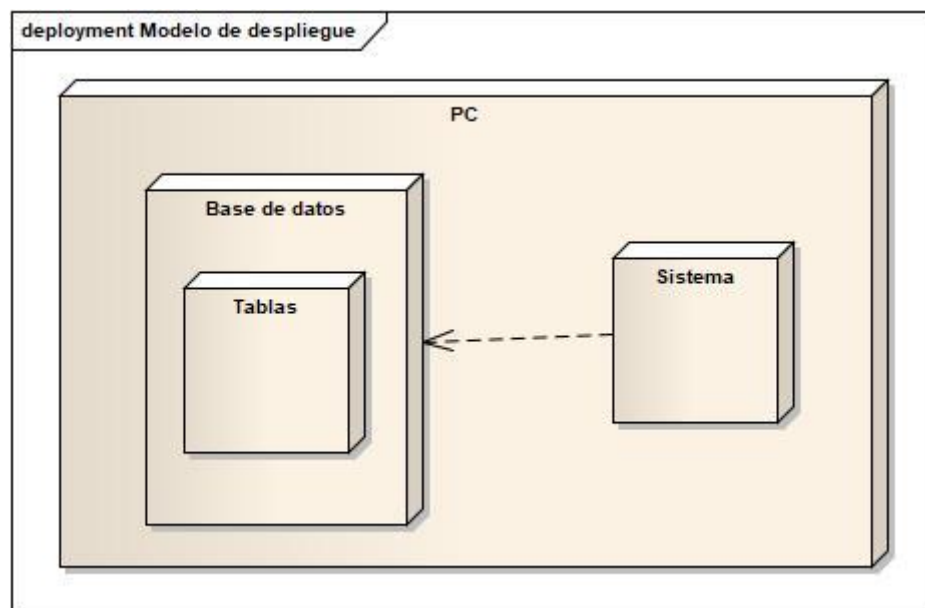 deployment Modelo de despliegue
PC
Base de datos
Tablas
Sistema